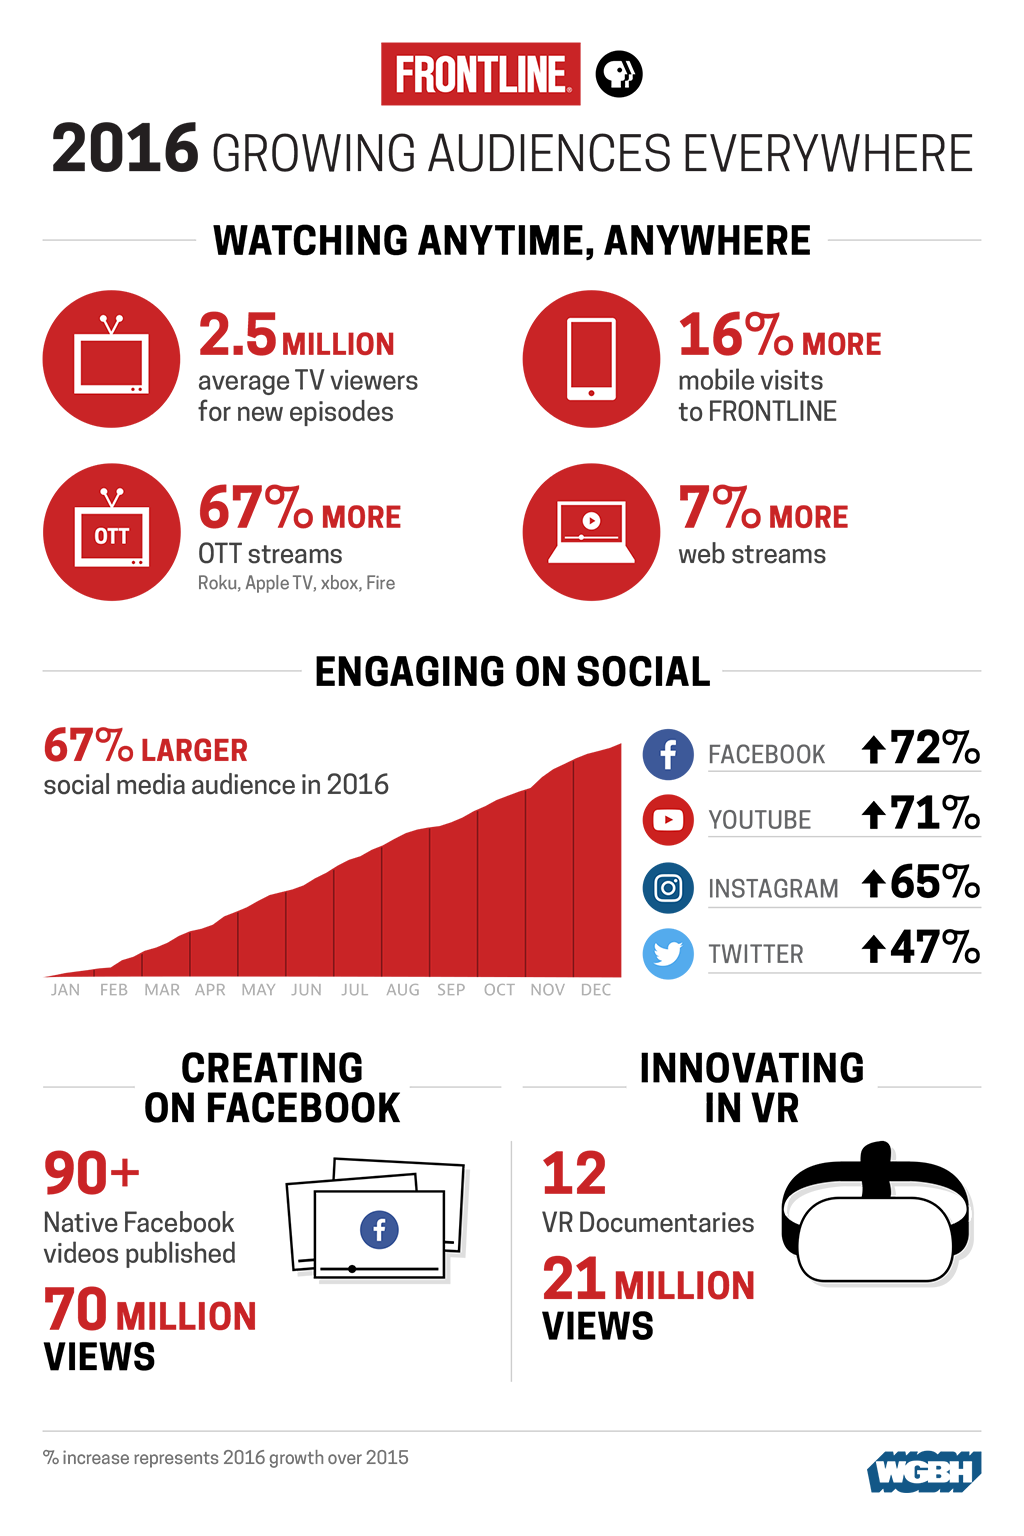 FRONTLINE®
2016 GROWING AUDIENCES EVERYWHERE
WATCHING ANYTIME, ANYWHERE
2.5 MILLION
average TV viewers
for new episodes
16% MORE
mobile visits
to FRONTLINE
OTT
67% MORE
OTT streams
Roku, Apple TV, xbox, Fire
7% MORE
web streams
ENGAGING ON SOCIAL
67% LARGER
social media audience in 2016
JAN FEB MAR APR MAY JUN JUL AUG SEP OCT NOV DEC
FACEBOOK 72%
YOUTUBE 71%
INSTAGRAM 65%
TWITTER 47%
CREATING
ON FACEBOOK
90+
Native Facebook
videos published
70 MILLION
VIEWS
INNOVATING
IN VR
12
VR Documentaries
21 MILLION
VIEWS
% increase represents 2016 growth over 2015
WGBH